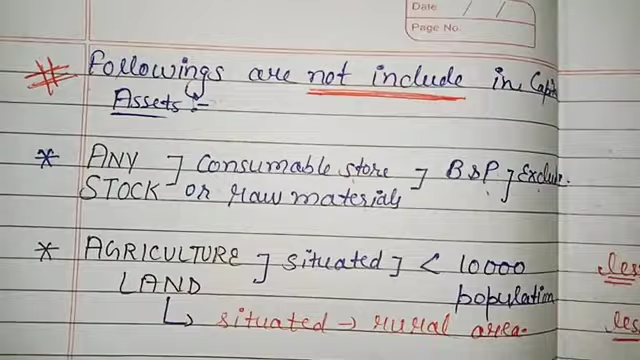 Date / /
Page No.
# Followings are not include in Capit
Assets :-
* ANY ] Consumable store ] B&P ] Exclude.
STOCK or raw materials
* AGRICULTURE ] situated ] < 10000
LAND population
↳ situated → rural area.
les
les